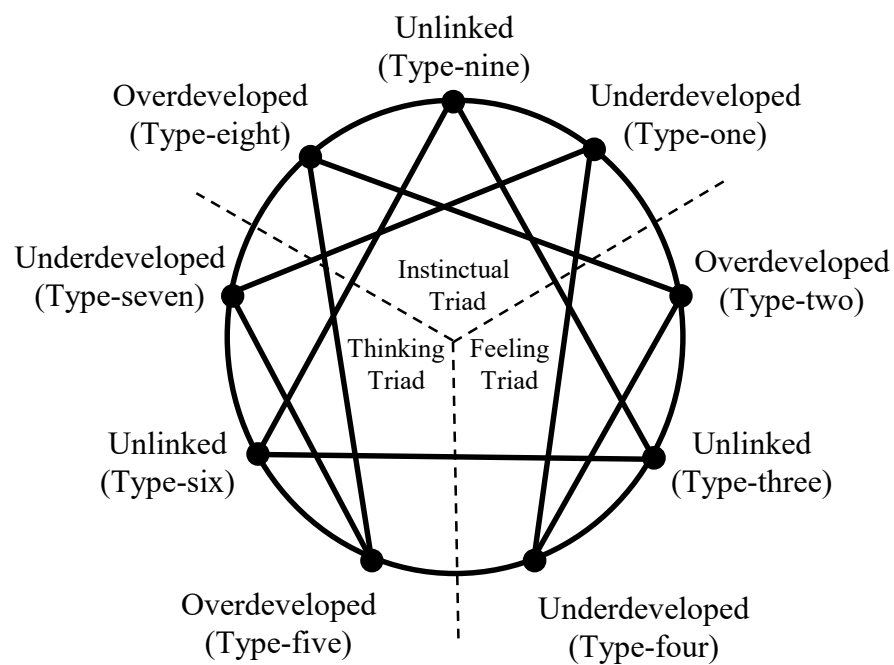 Unlinked
(Type-nine)
Overdeveloped
(Type-eight)
Underdeveloped
(Type-one)
Underdeveloped
(Type-seven)
Instinctual
Triad
Overdeveloped
(Type-two)
Thinking
Triad
Feeling
Triad
Unlinked
(Type-six)
Unlinked
(Type-three)
Overdeveloped
(Type-five)
Underdeveloped
(Type-four)